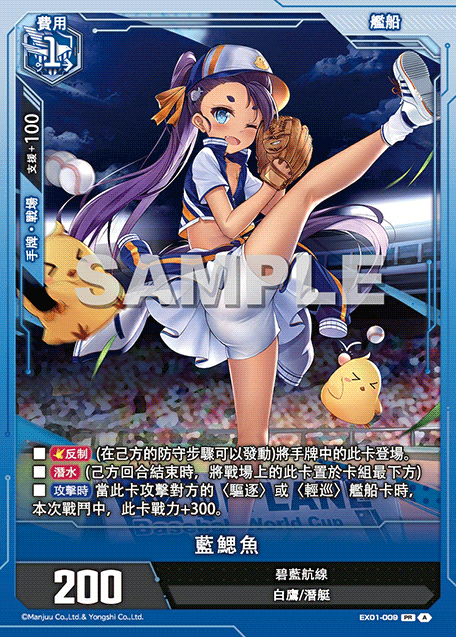 費用
艦船
1
支援+100
手牌・戰場
SAMPLE
■ 反制 (在己方的防守步驟可以發動)將手牌中的此卡登場。
■ 潛水 (己方回合結束時，將戰場上的此卡置於卡組最下方)
■ 攻擊時 當此卡攻擊對方的〈驅逐〉或〈輕巡〉艦船卡時，
本次戰鬥中，此卡戰力+300。
LANE
Baseball World Cup
藍鰓魚
200
碧藍航線
白鷹/潛艇
©Manjuu Co.,Ltd. & Yongshi Co.,Ltd.
EX01-009 PR A